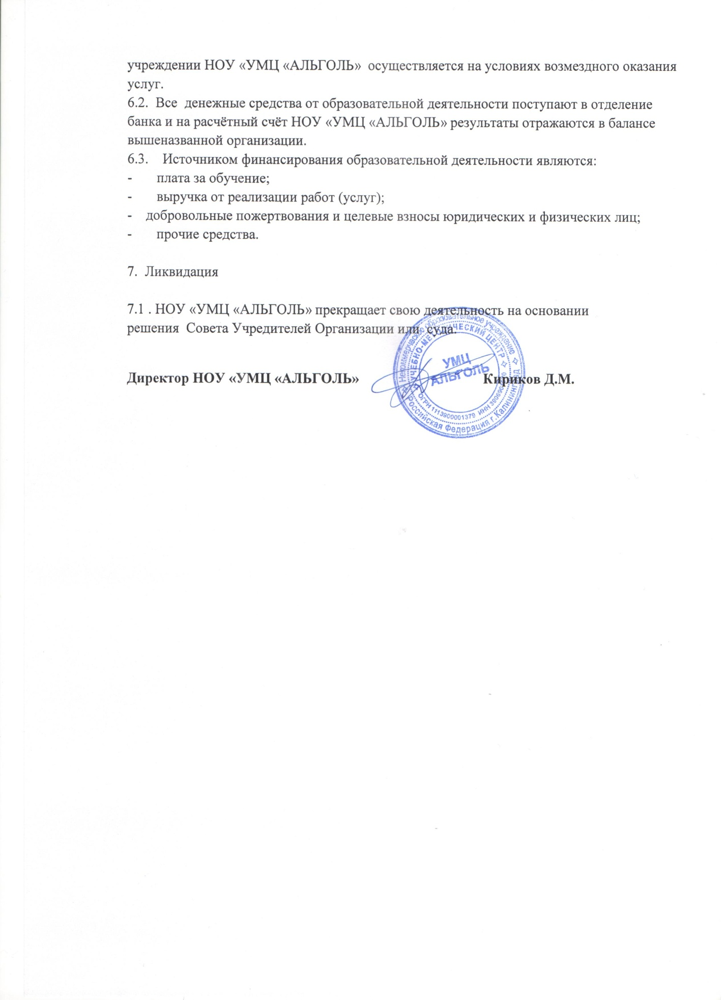 учреждении НОУ «УМЦ «АЛЬГОЛЬ» осуществляется на условиях возмездного оказания
услуг.
6.2. Все денежные средства от образовательной деятельности поступают в отделение
банка и на расчётный счёт НОУ «УМЦ «АЛЬГОЛЬ» результаты отражаются в балансе
вышеназванной организации.
6.3. Источником финансирования образовательной деятельности являются:
- плата за обучение;
- выручка от реализации работ (услуг);
- добровольные пожертвования и целевые взносы юридических и физических лиц;
- прочие средства.
7. Ликвидация
7.1 . НОУ «УМЦ «АЛЬГОЛЬ» прекращает свою деятельность на основании
решения Совета Учредителей Организации или суда.
Директор НОУ «УМЦ «АЛЬГОЛЬ» Кириков Д.М.
Некоммерческое образовательное учреждение
УЧЕБНО-МЕТОДИЧЕСКИЙ ЦЕНТР
УМЦ
АЛЬГОЛЬ
ОГРН 1113900001379 ИНН
Российская Федерация г.Калининград